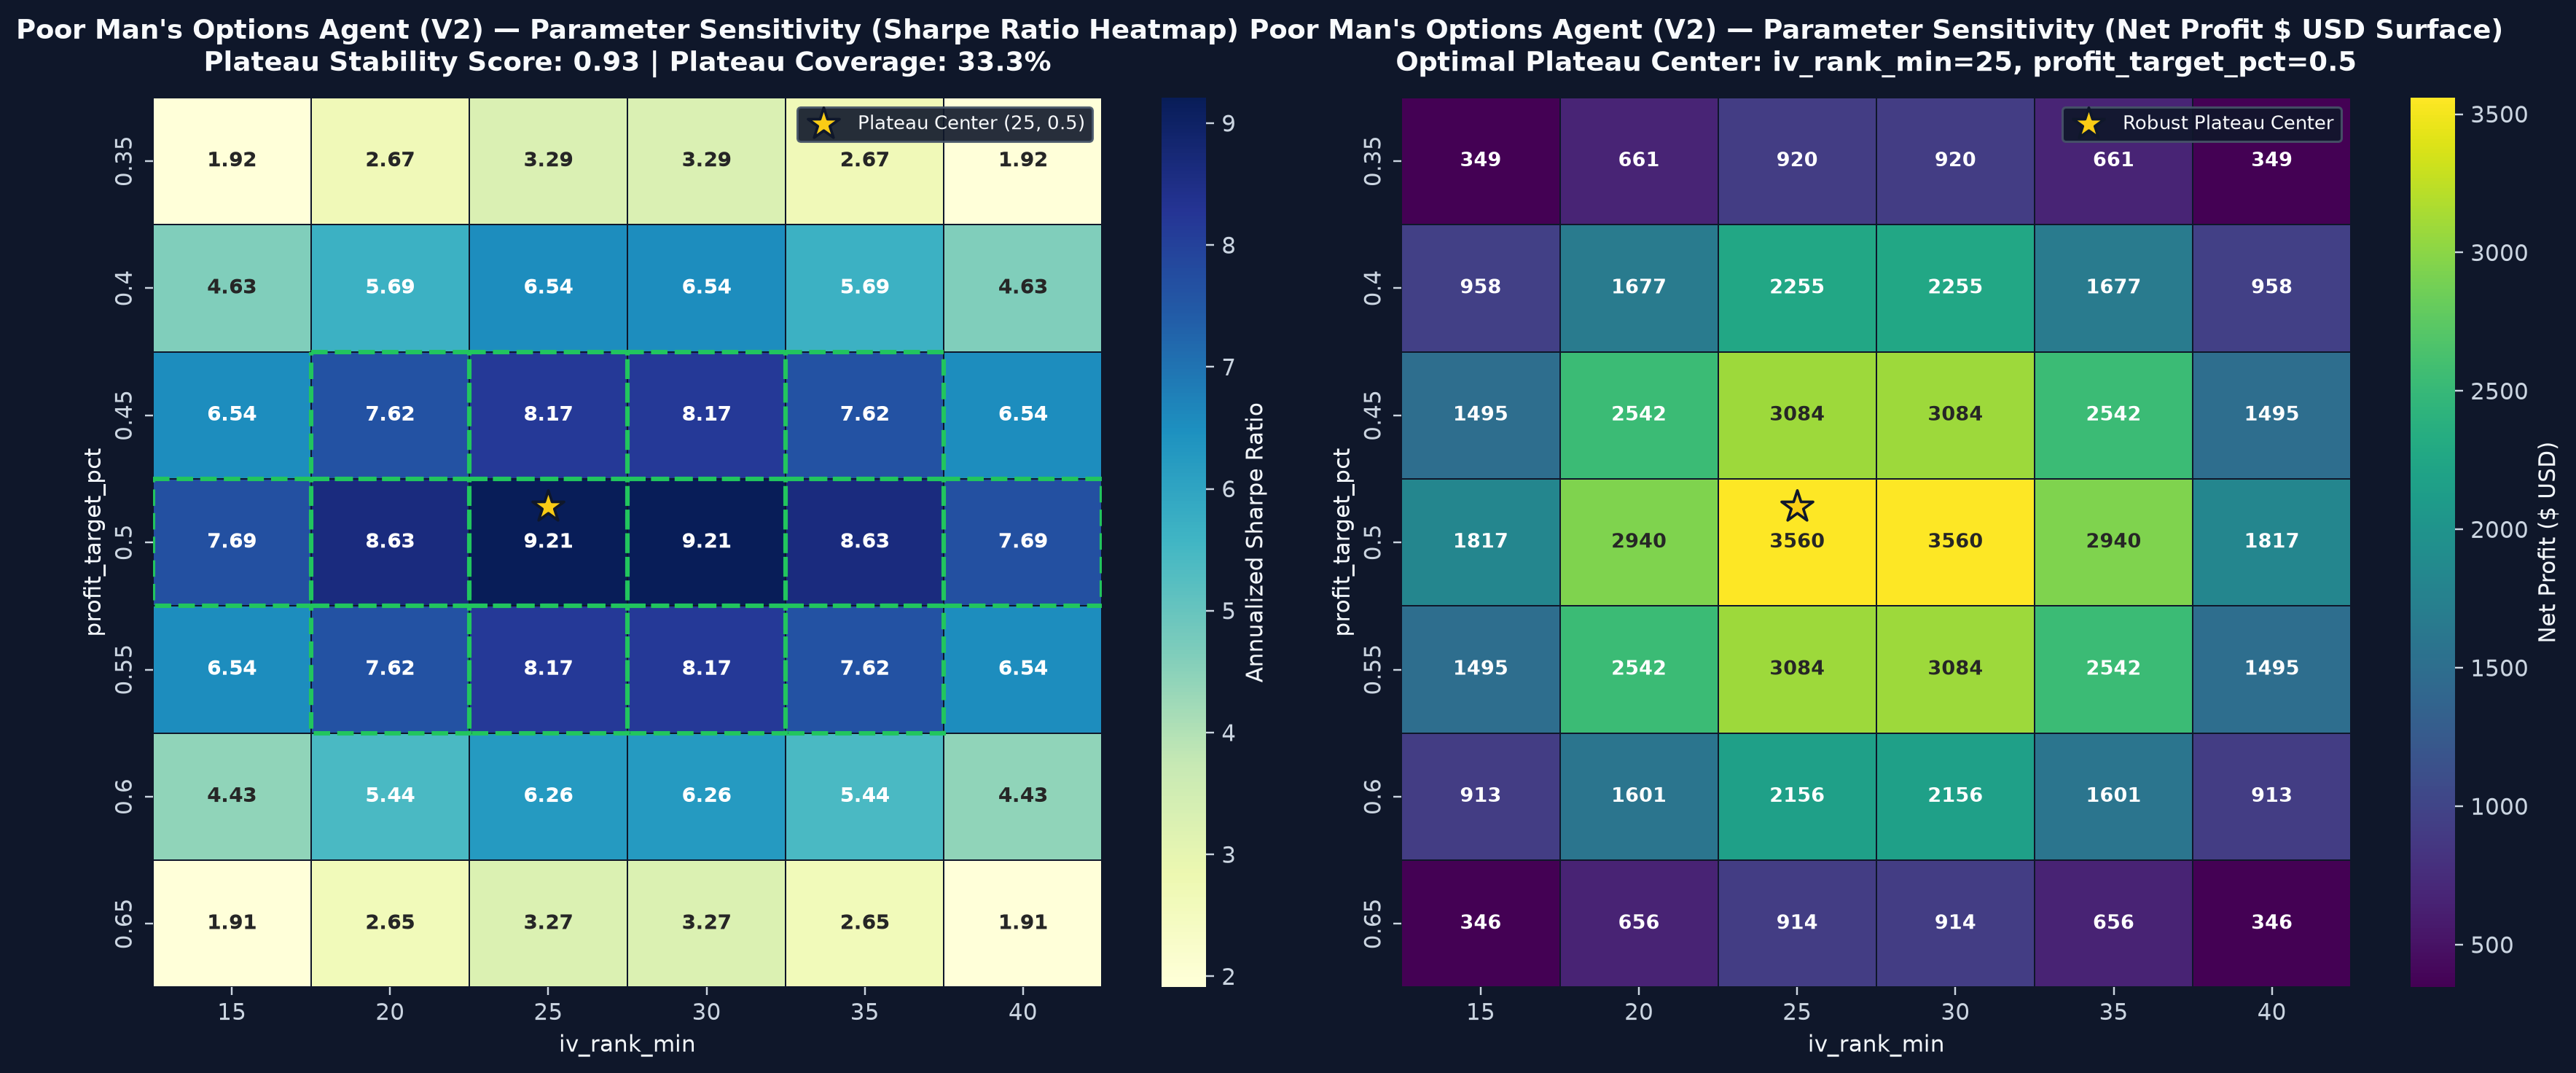 Poor Man's Options Agent (V2) — Parameter Sensitivity (Sharpe Ratio Heatmap)
Plateau Stability Score: 0.93 | Plateau Coverage: 33.3%
Plateau Center (25, 0.5)
profit_target_pct
0.35 1.92 2.67 3.29 3.29 2.67 1.92
0.4 4.63 5.69 6.54 6.54 5.69 4.63
0.45 6.54 7.62 8.17 8.17 7.62 6.54
0.5 7.69 8.63 9.21 9.21 8.63 7.69
0.55 6.54 7.62 8.17 8.17 7.62 6.54
0.6 4.43 5.44 6.26 6.26 5.44 4.43
0.65 1.91 2.65 3.27 3.27 2.65 1.91
15 20 25 30 35 40
iv_rank_min
9
8
7
6
5
4
3
2
Annualized Sharpe Ratio
Poor Man's Options Agent (V2) — Parameter Sensitivity (Net Profit $ USD Surface)
Optimal Plateau Center: iv_rank_min=25, profit_target_pct=0.5
Robust Plateau Center
profit_target_pct
0.35 349 661 920 920 661 349
0.4 958 1677 2255 2255 1677 958
0.45 1495 2542 3084 3084 2542 1495
0.5 1817 2940 3560 3560 2940 1817
0.55 1495 2542 3084 3084 2542 1495
0.6 913 1601 2156 2156 1601 913
0.65 346 656 914 914 656 346
15 20 25 30 35 40
iv_rank_min
3500
3000
2500
2000
1500
1000
500
Net Profit ($ USD)